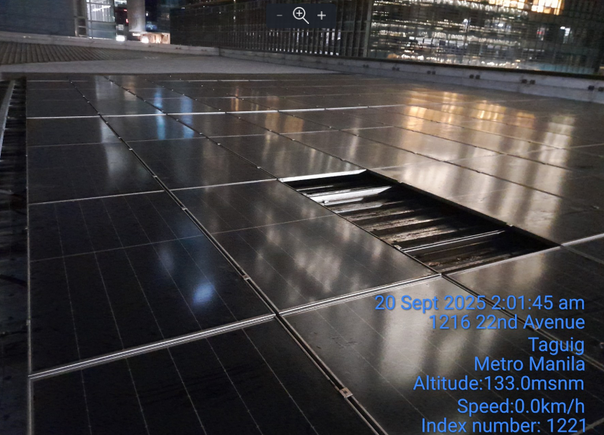 20 Sept 2025 2:01:45 am
1216 22nd Avenue
Taguig
Metro Manila
Altitude:133.0msnm
Speed:0.0km/h
Index number: 1221